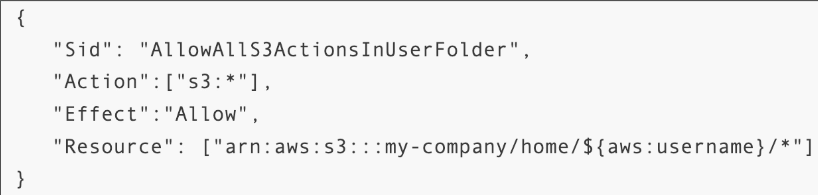 {
"Sid": "AllowAllS3ActionsInUserFolder",
"Action":["s3:*"],
"Effect":"Allow",
"Resource": ["arn:aws:s3:::my-company/home/${aws:username}/*"]
}